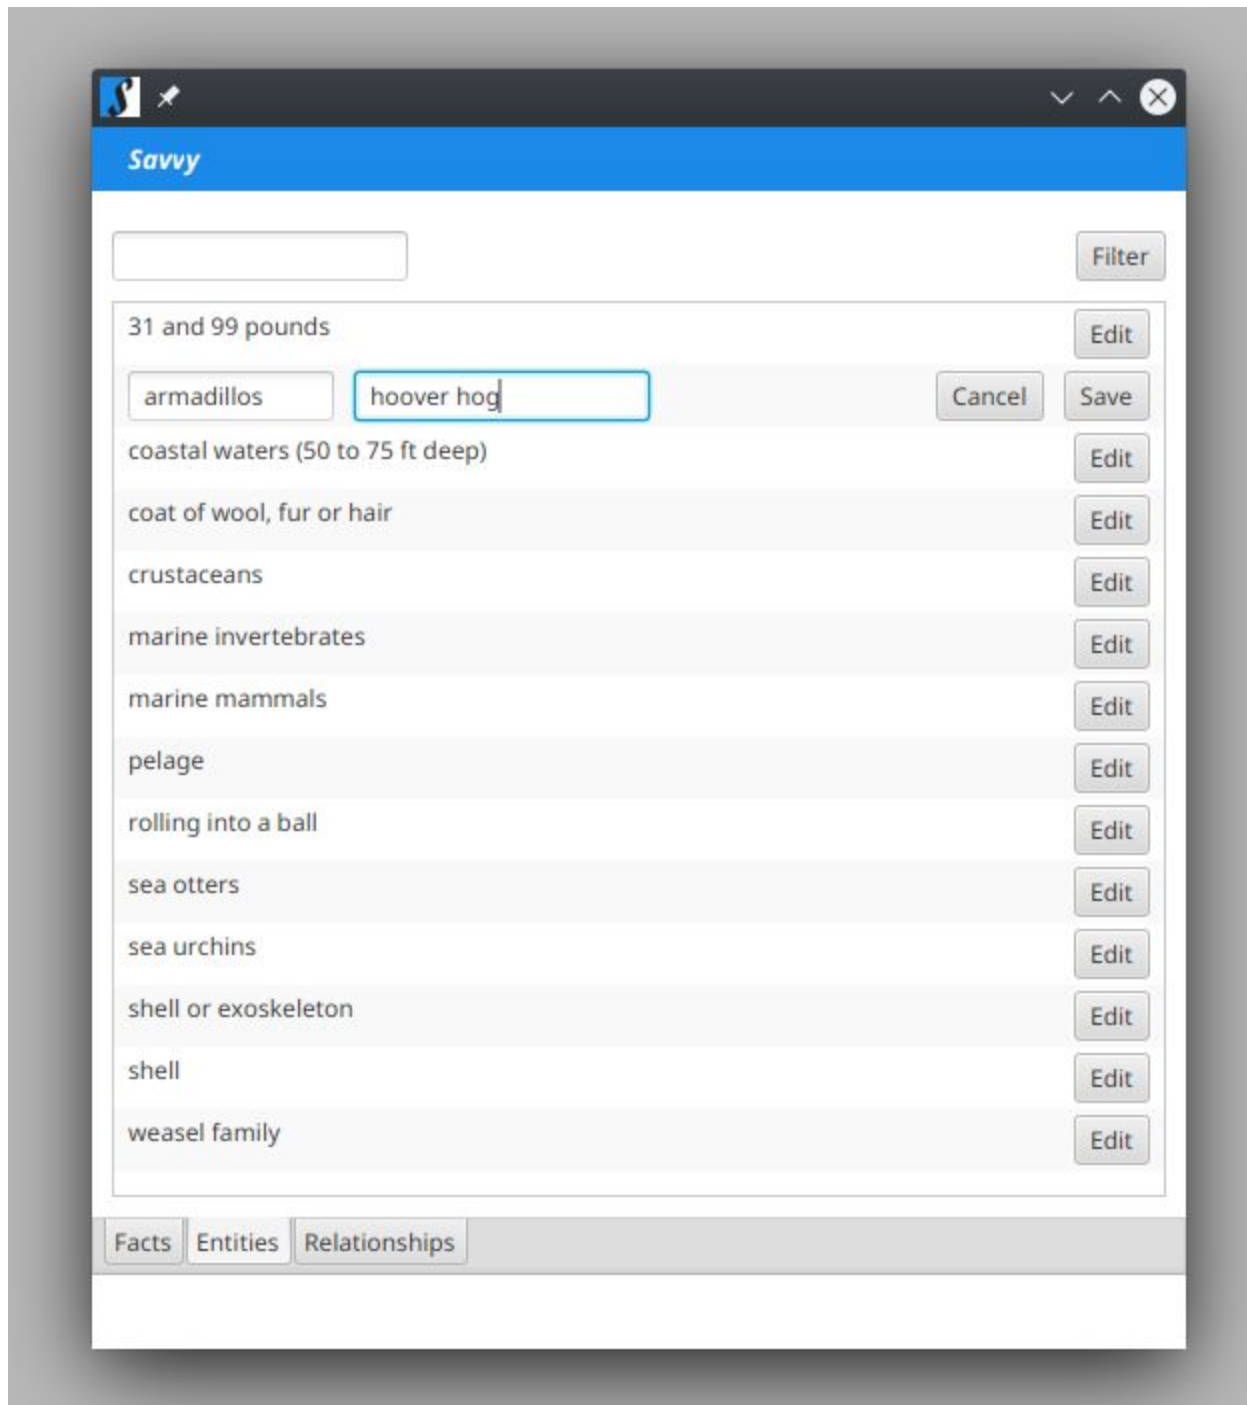 S
Savvy
Filter
31 and 99 pounds Edit
armadillos hoover hog Cancel Save
coastal waters (50 to 75 ft deep) Edit
coat of wool, fur or hair Edit
crustaceans Edit
marine invertebrates Edit
marine mammals Edit
pelage Edit
rolling into a ball Edit
sea otters Edit
sea urchins Edit
shell or exoskeleton Edit
shell Edit
weasel family Edit
Facts Entities Relationships